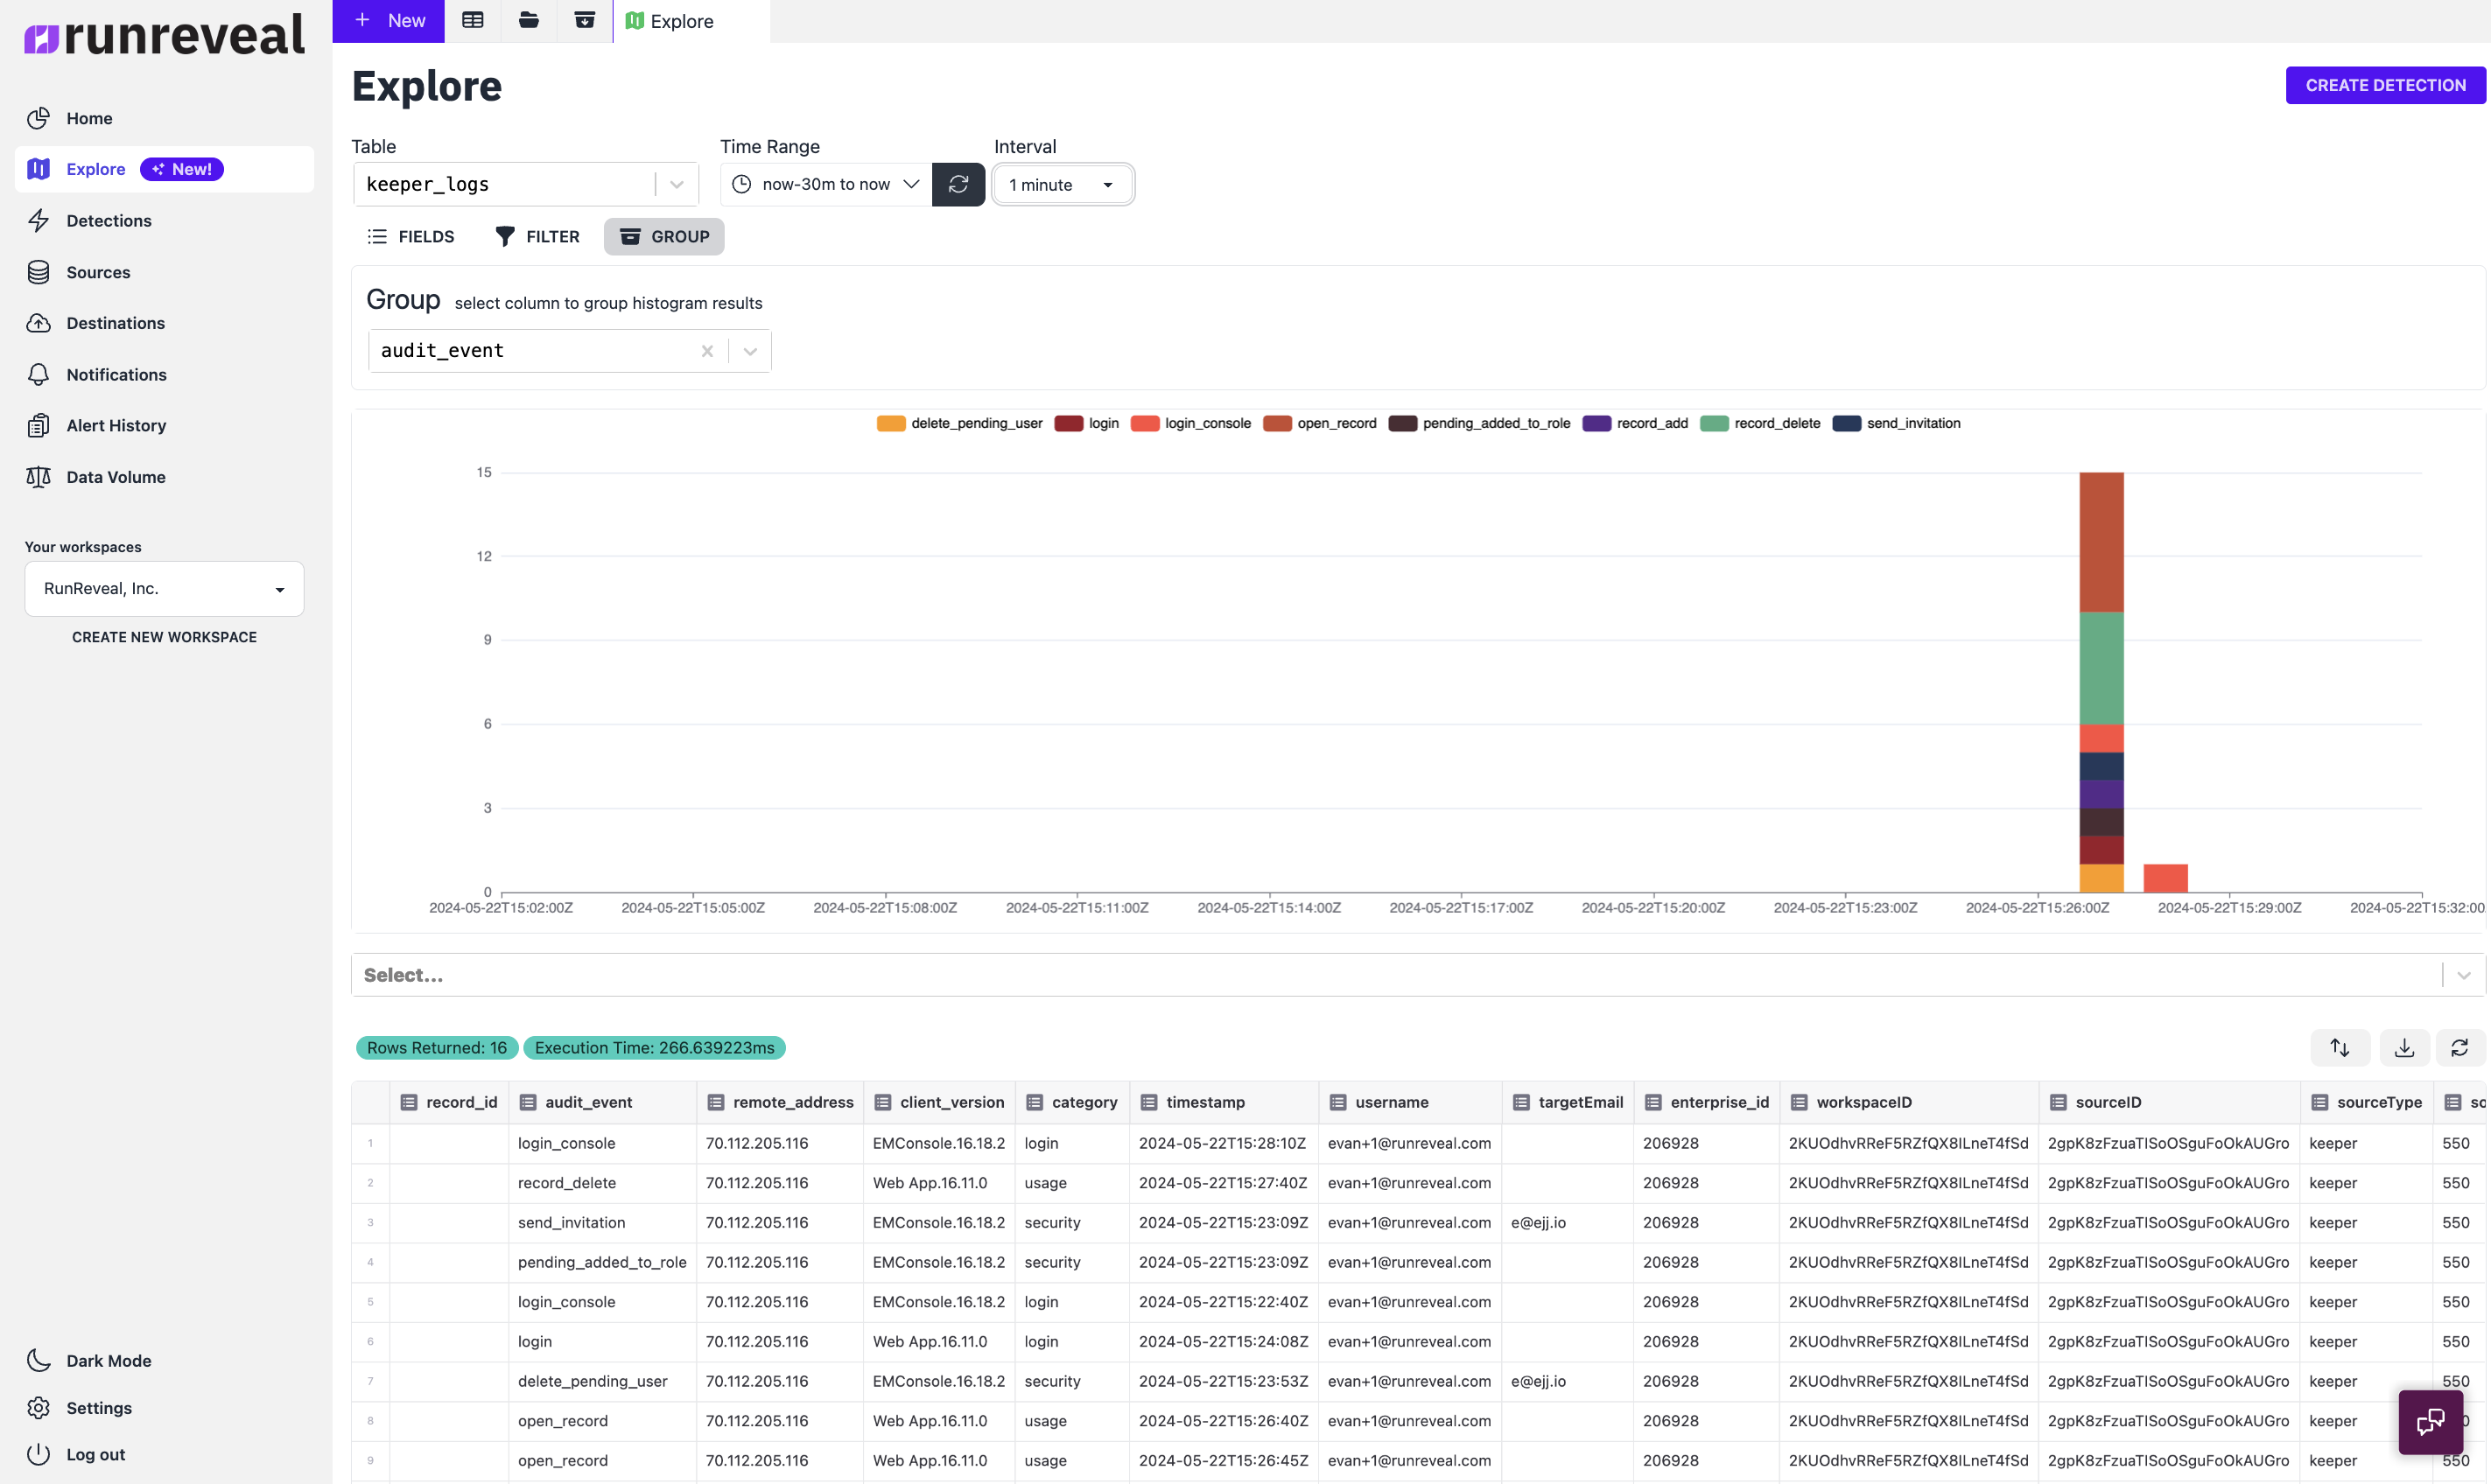 runreveal
+ New
Explore
Home
Explore New!
Detections
Sources
Destinations
Notifications
Alert History
Data Volume
Your workspaces
RunReveal, Inc.
CREATE NEW WORKSPACE
Dark Mode
Settings
Log out
Explore
CREATE DETECTION
Table Time Range Interval
keeper_logs now-30m to now 1 minute
FIELDS FILTER GROUP
Group select column to group histogram results
audit_event
delete_pending_user login login_console open_record pending_added_to_role record_add record_delete send_invitation
15
12
9
6
3
0
2024-05-22T15:02:00Z 2024-05-22T15:05:00Z 2024-05-22T15:08:00Z 2024-05-22T15:11:00Z 2024-05-22T15:14:00Z 2024-05-22T15:17:00Z 2024-05-22T15:20:00Z 2024-05-22T15:23:00Z 2024-05-22T15:26:00Z 2024-05-22T15:29:00Z 2024-05-22T15:32:00
Select...
Rows Returned: 16 Execution Time: 266.639223ms
record_id audit_event remote_address client_version category timestamp username targetEmail enterprise_id workspaceID sourceID sourceType so
1 login_console 70.112.205.116 EMConsole.16.18.2 login 2024-05-22T15:28:10Z evan+1@runreveal.com 206928 2KUOdhvRReF5RZfQX8ILneT4fSd 2gpK8zFzuaTISoOSguFoOkAUGro keeper 550
2 record_delete 70.112.205.116 Web App.16.11.0 usage 2024-05-22T15:27:40Z evan+1@runreveal.com 206928 2KUOdhvRReF5RZfQX8ILneT4fSd 2gpK8zFzuaTISoOSguFoOkAUGro keeper 550
3 send_invitation 70.112.205.116 EMConsole.16.18.2 security 2024-05-22T15:23:09Z evan+1@runreveal.com e@ejj.io 206928 2KUOdhvRReF5RZfQX8ILneT4fSd 2gpK8zFzuaTISoOSguFoOkAUGro keeper 550
4 pending_added_to_role 70.112.205.116 EMConsole.16.18.2 security 2024-05-22T15:23:09Z evan+1@runreveal.com 206928 2KUOdhvRReF5RZfQX8ILneT4fSd 2gpK8zFzuaTISoOSguFoOkAUGro keeper 550
5 login_console 70.112.205.116 EMConsole.16.18.2 login 2024-05-22T15:22:40Z evan+1@runreveal.com 206928 2KUOdhvRReF5RZfQX8ILneT4fSd 2gpK8zFzuaTISoOSguFoOkAUGro keeper 550
6 login 70.112.205.116 Web App.16.11.0 login 2024-05-22T15:24:08Z evan+1@runreveal.com 206928 2KUOdhvRReF5RZfQX8ILneT4fSd 2gpK8zFzuaTISoOSguFoOkAUGro keeper 550
7 delete_pending_user 70.112.205.116 EMConsole.16.18.2 security 2024-05-22T15:23:53Z evan+1@runreveal.com e@ejj.io 206928 2KUOdhvRReF5RZfQX8ILneT4fSd 2gpK8zFzuaTISoOSguFoOkAUGro keeper 550
8 open_record 70.112.205.116 Web App.16.11.0 usage 2024-05-22T15:26:40Z evan+1@runreveal.com 206928 2KUOdhvRReF5RZfQX8ILneT4fSd 2gpK8zFzuaTISoOSguFoOkAUGro keeper 0
9 open_record 70.112.205.116 Web App.16.11.0 usage 2024-05-22T15:26:45Z evan+1@runreveal.com 206928 2KUOdhvRReF5RZfQX8ILneT4fSd 2gpK8zFzuaTISoOSguFoOkAUGro keeper 550